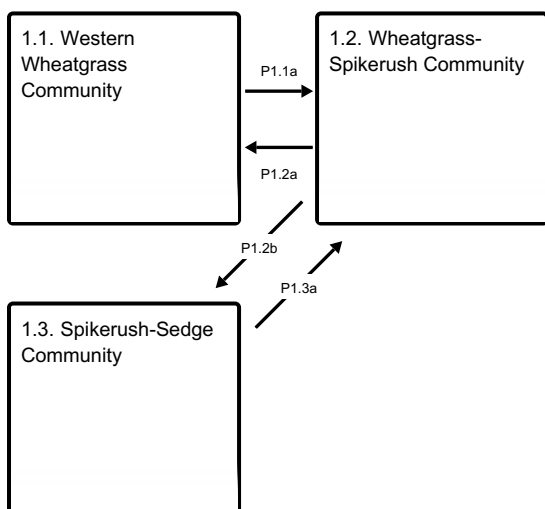 1.1. Western
Wheatgrass
Community
P1.1a
1.2. Wheatgrass-
Spikerush Community
P1.2a
P1.2b
P1.3a
1.3. Spikerush-Sedge
Community